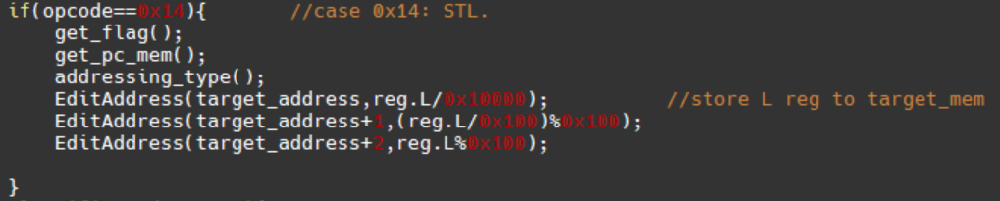 if(opcode==0x14){ //case 0x14: STL.
get_flag();
get_pc_mem();
addressing_type();
EditAddress(target_address,reg.L/0x10000); //store L reg to target_mem
EditAddress(target_address+1,(reg.L/0x100)%0x100);
EditAddress(target_address+2,reg.L%0x100);
}